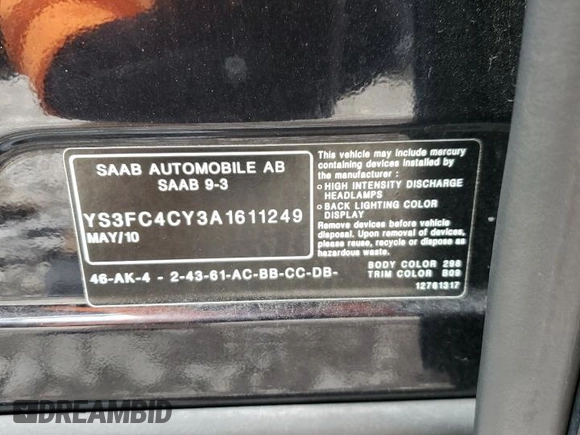 SAAB AUTOMOBILE AB
SAAB 9-3
YS3FC4CY3A1611249
MAY/10
46-AK-4 - 2-43-61-AC-BB-CC-DB-
This vehicle may include mercury
containing devices installed by
the manufacturer :
o HIGH INTENSITY DISCHARGE
HEADLAMPS
o BACK LIGHTING COLOR
DISPLAY
Remove devices before vehicle
disposal. Upon removal of devices,
please reuse, recycle or dispose as
hazardous waste.
BODY COLOR 298
TRIM COLOR B09
12761317
DREAMBID